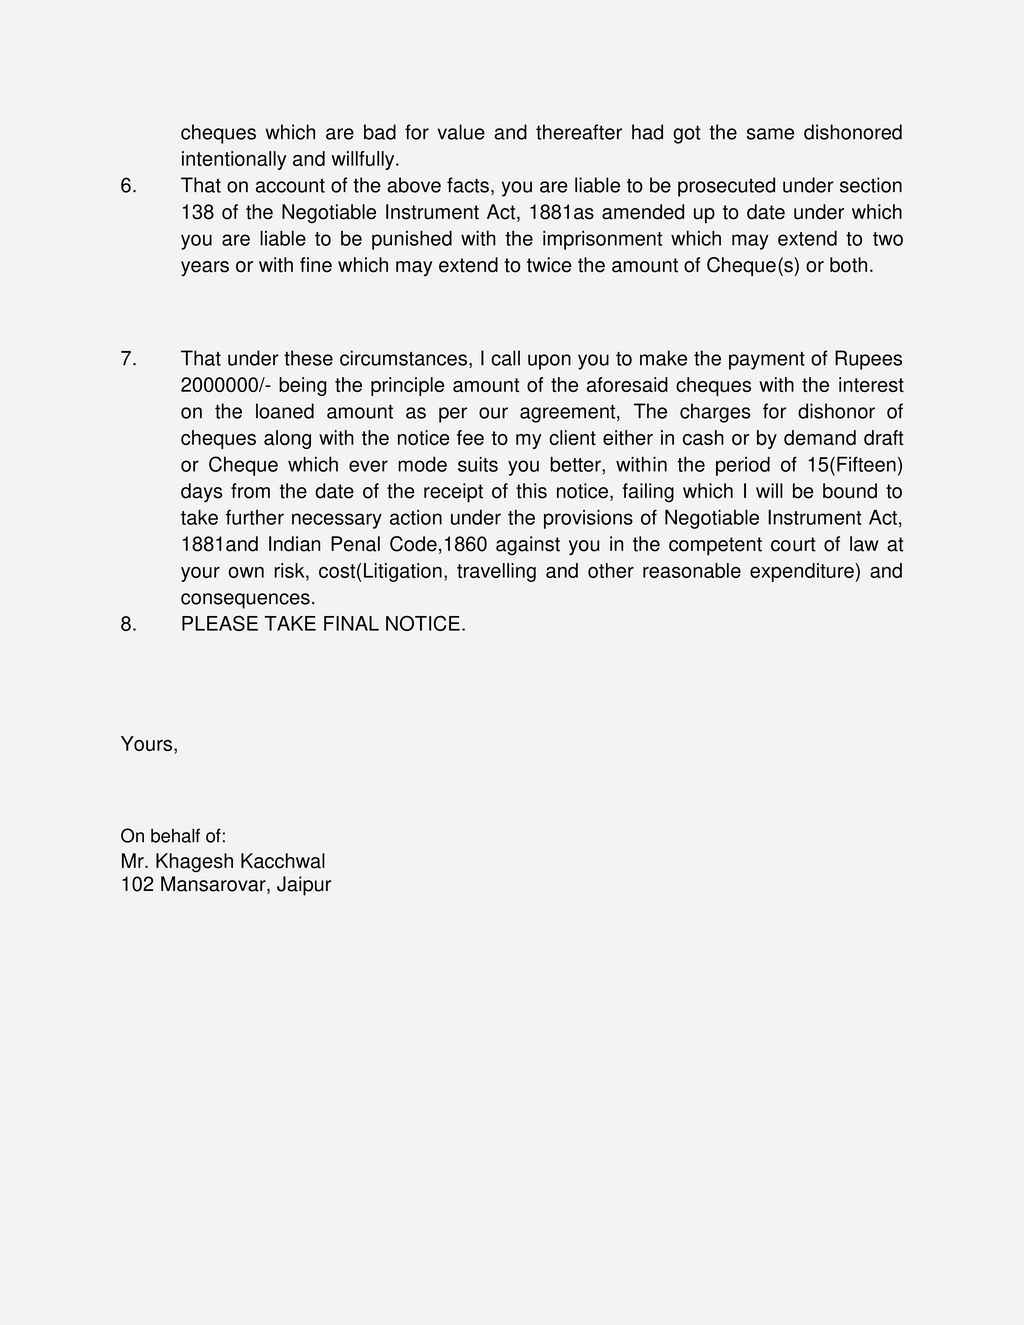 cheques which are bad for value and thereafter had got the same dishonored
intentionally and willfully.
6. That on account of the above facts, you are liable to be prosecuted under section
138 of the Negotiable Instrument Act, 1881as amended up to date under which
you are liable to be punished with the imprisonment which may extend to two
years or with fine which may extend to twice the amount of Cheque(s) or both.
7. That under these circumstances, I call upon you to make the payment of Rupees
2000000/- being the principle amount of the aforesaid cheques with the interest
on the loaned amount as per our agreement, The charges for dishonor of
cheques along with the notice fee to my client either in cash or by demand draft
or Cheque which ever mode suits you better, within the period of 15(Fifteen)
days from the date of the receipt of this notice, failing which I will be bound to
take further necessary action under the provisions of Negotiable Instrument Act,
1881and Indian Penal Code,1860 against you in the competent court of law at
your own risk, cost(Litigation, travelling and other reasonable expenditure) and
consequences.
8. PLEASE TAKE FINAL NOTICE.
Yours,
On behalf of:
Mr. Khagesh Kacchwal
102 Mansarovar, Jaipur